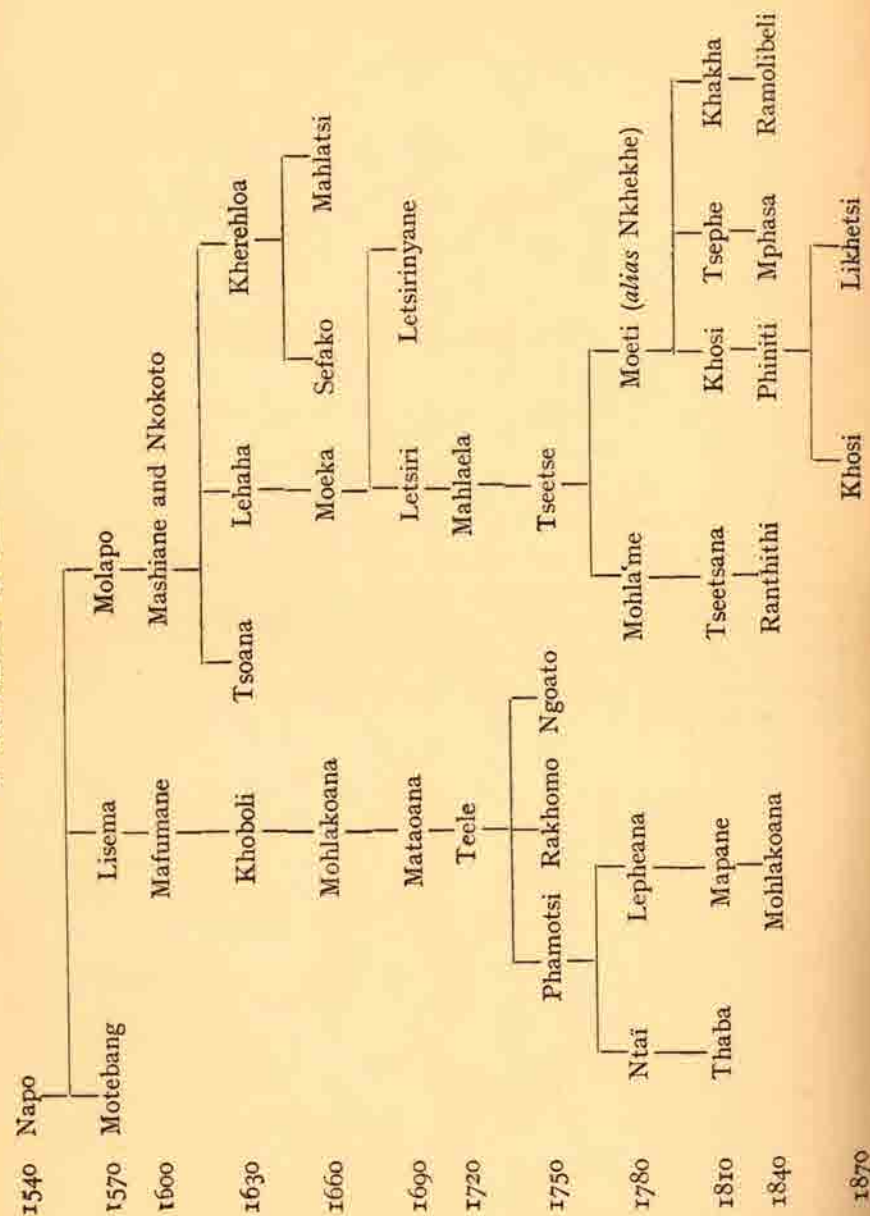 1540 Napo
1570 Motebang Lisema Molapo
1600 Mafumane Mashiane and Nkokoto
1630 Khoboli Tsoana Lehaha Kherehloa
1660 Mohlakoana Moeka Sefako Mahlatsi
1690 Mataoana Letsiri Letsirinyane
1720 Teele Mahlaela
1750 Phamotsi Rakhomo Ngoato Tseetse
1780 Ntaï Lepheana Mohla'me Moeti (alias Nkhekhe)
1810 Thaba Mapane Tseetsana Khosi Tsephe Khakha
1840 Mohlakoana Ranthithi Phiniti Mphasa Ramolibeli
1870 Khosi Likhetsi